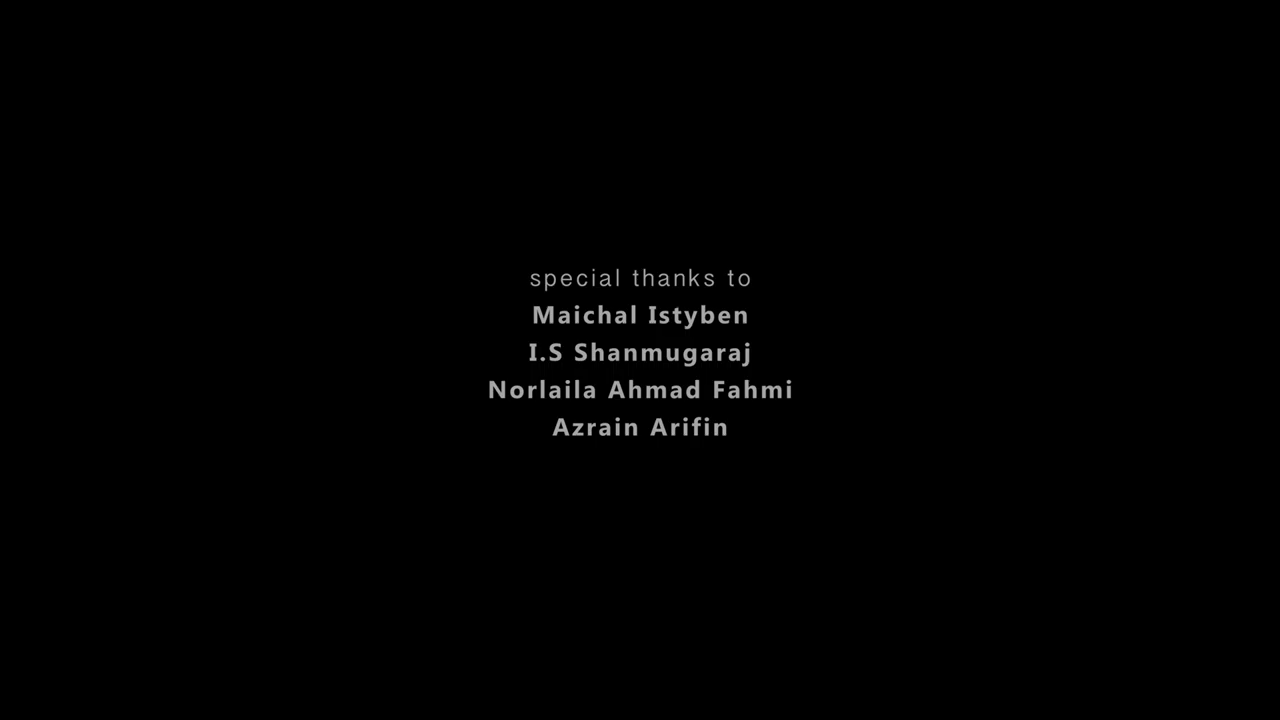 special thanks to
Maichal Istyben
I.S Shanmugaraj
Norlaila Ahmad Fahmi
Azrain Arifin